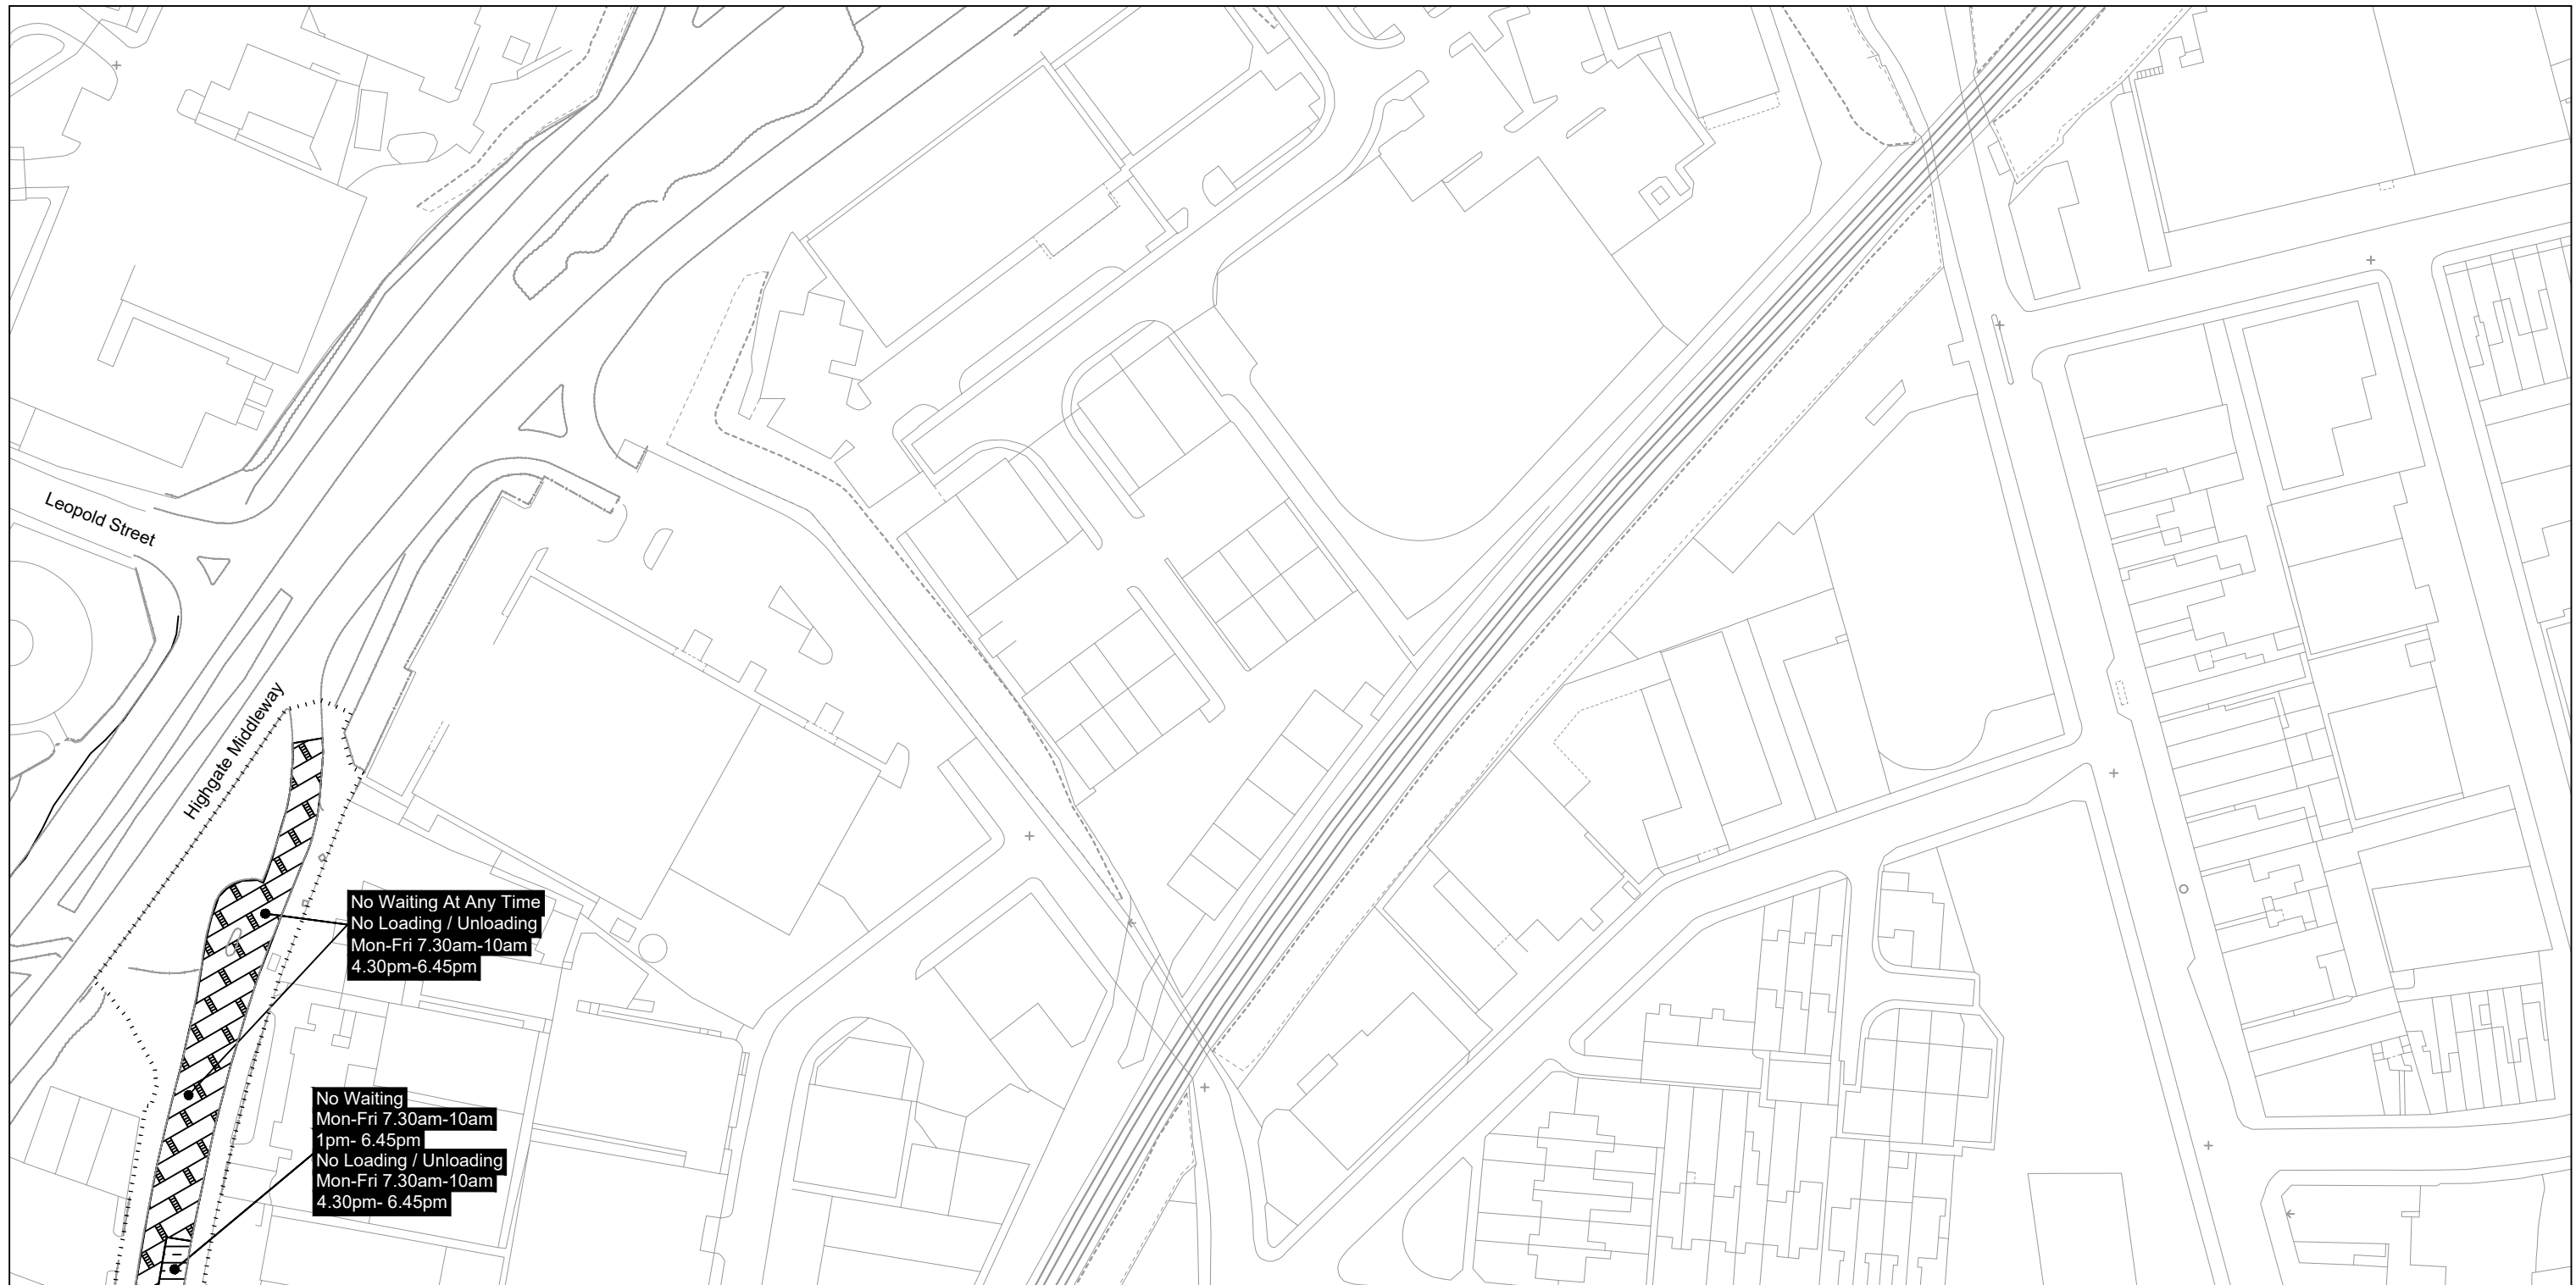 Leopold Street
Highgate Middleway
No Waiting At Any Time
No Loading / Unloading
Mon-Fri 7.30am-10am
4.30pm-6.45pm
No Waiting
Mon-Fri 7.30am-10am
1pm- 6.45pm
No Loading / Unloading
Mon-Fri 7.30am-10am
4.30pm- 6.45pm